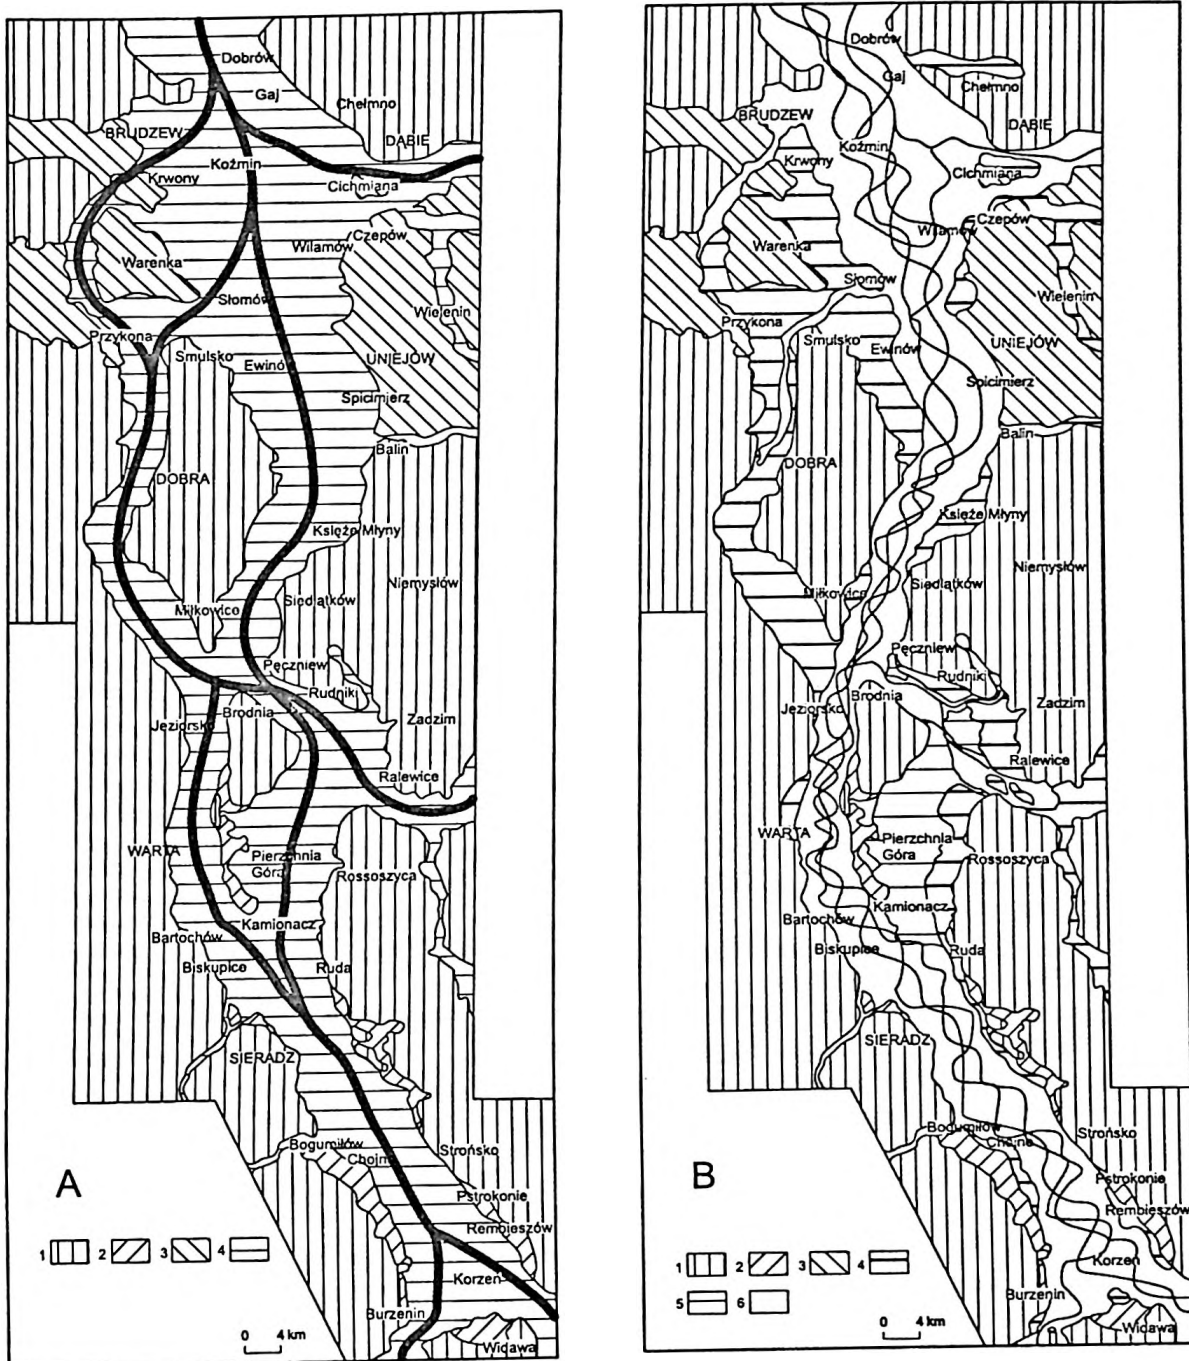 Dobrów
Gaj
Chełmno
BRUDZEW
DĄBIE
Koźmin
Krwony
Cichmiana
Czepów
Wilamów
Warenka
Słomów
Wielenin
Przykona
Smulsko
UNIEJÓW
Ewinó
Spicimierz
Balin
DOBRA
Księże Młyny
Niemysłów
Siedlątków
Miłkowice
Pęczniew
Rudniki
Brodnia
Jeziorsko
Zadzim
Ralewice
WARTA
Pierzchnia
Góra
Rossoszyca
Kamionacz
Bartochów
Biskupice
Ruda
SIERADZ
Bogumiłów
Chojne
Strońsko
A
Pstrokonie
Rembieszów
1 2 3 4
Korzen
Burzenin
0 4 km
Widawa
Dobrów
Gaj
Chełmno
BRUDZEW
DĄBIE
Koźmin
Krwony
Cichmiana
Czepów
Wilamów
Warenka
Słomów
Wielenin
Przykona
Smulsko
UNIEJÓW
Ewinów
Spicimierz
Balin
DOBRA
Księże Młyny
Niemysłów
Siedlątków
Miłkowice
Pęczniew
Rudniki
Brodnia
Jeziorsko
Zadzim
Ralewice
WARTA
Pierzchnia
Góra
Rossoszyca
Kamionacz
Bartochów
Biskupice
Ruda
SIERADZ
Bogumiłów
Chojne
Strońsko
B
Pstrokonie
Rembieszów
1 2 3 4
Korzen
5 6
Burzenin
0 4 km
Widawa